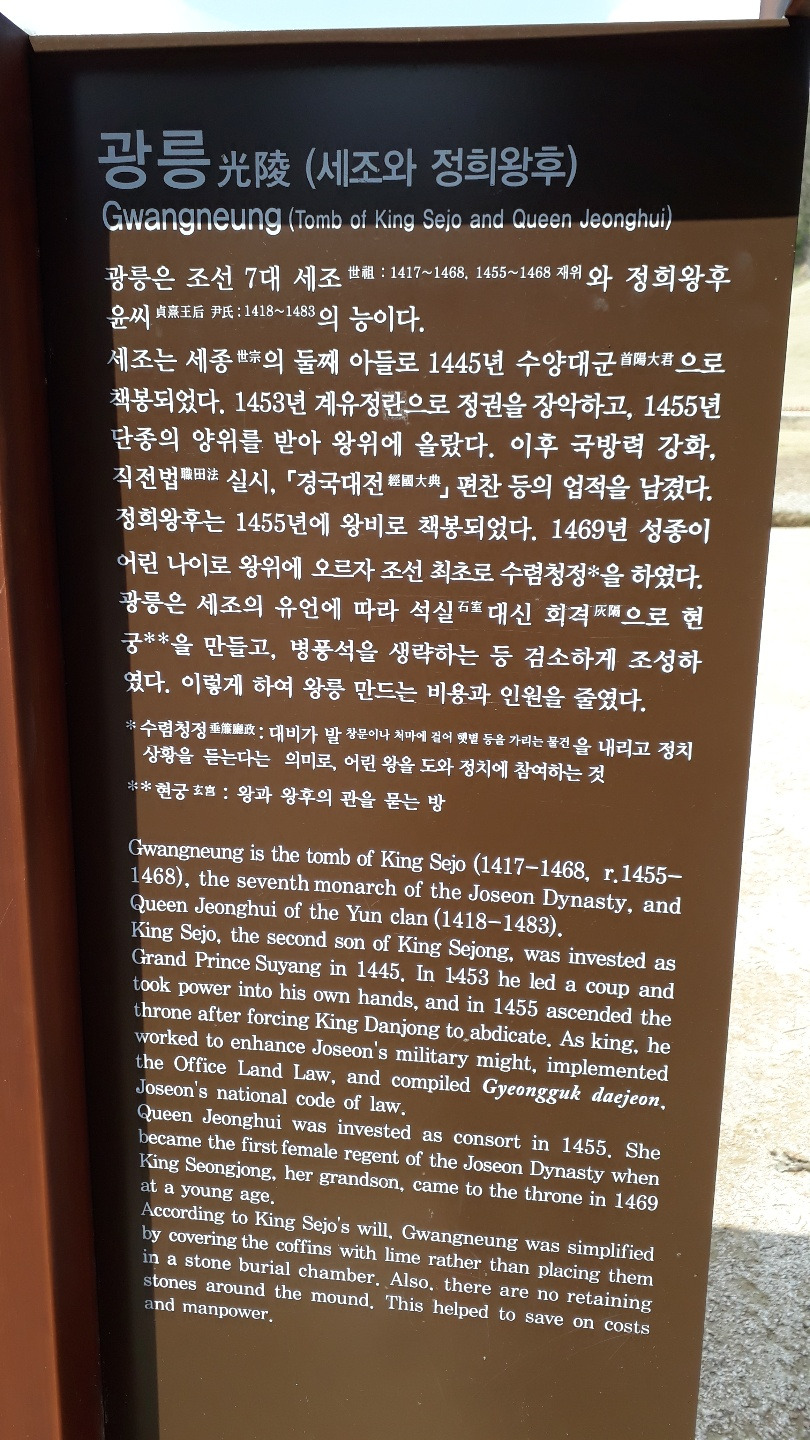 광릉 光陵 (세조와 정희왕후)
Gwangneung (Tomb of King Sejo and Queen Jeonghui)
광릉은 조선 7대 세조 世祖 : 1417~1468, 1455~1468 재위 와 정희왕후
윤씨 貞熹王后 尹氏 : 1418~1483 의 능이다.
세조는 세종 世宗 의 둘째 아들로 1445년 수양대군 首陽大君 으로
책봉되었다. 1453년 계유정란으로 정권을 장악하고, 1455년
단종의 양위를 받아 왕위에 올랐다. 이후 국방력 강화,
직전법 職田法 실시, 「경국대전 經國大典」 편찬 등의 업적을 남겼다.
정희왕후는 1455년에 왕비로 책봉되었다. 1469년 성종이
어린 나이로 왕위에 오르자 조선 최초로 수렴청정*을 하였다.
광릉은 세조의 유언에 따라 석실 石室 대신 회격 灰隔 으로 현
궁**을 만들고, 병풍석을 생략하는 등 검소하게 조성하
였다. 이렇게 하여 왕릉 만드는 비용과 인원을 줄였다.
* 수렴청정 垂簾廳政 : 대비가 발 창문이나 처마에 걸어 햇볕 등을 가리는 물건 을 내리고 정치
상황을 듣는다는 의미로, 어린 왕을 도와 정치에 참여하는 것
** 현궁 玄宮 : 왕과 왕후의 관을 묻는 방
Gwangneung is the tomb of King Sejo (1417-1468, r.1455-
1468), the seventh monarch of the Joseon Dynasty, and
Queen Jeonghui of the Yun clan (1418-1483).
King Sejo, the second son of King Sejong, was invested as
Grand Prince Suyang in 1445. In 1453 he led a coup and
took power into his own hands, and in 1455 ascended the
throne after forcing King Danjong to abdicate. As king, he
worked to enhance Joseon's military might, implemented
the Office Land Law, and compiled Gyeongguk daejeon,
Joseon's national code of law.
Queen Jeonghui was invested as consort in 1455. She
became the first female regent of the Joseon Dynasty when
King Seongjong, her grandson, came to the throne in 1469
at a young age.
According to King Sejo's will, Gwangneung was simplified
by covering the coffins with lime rather than placing them
in a stone burial chamber. Also, there are no retaining
stones around the mound. This helped to save on costs
and manpower.